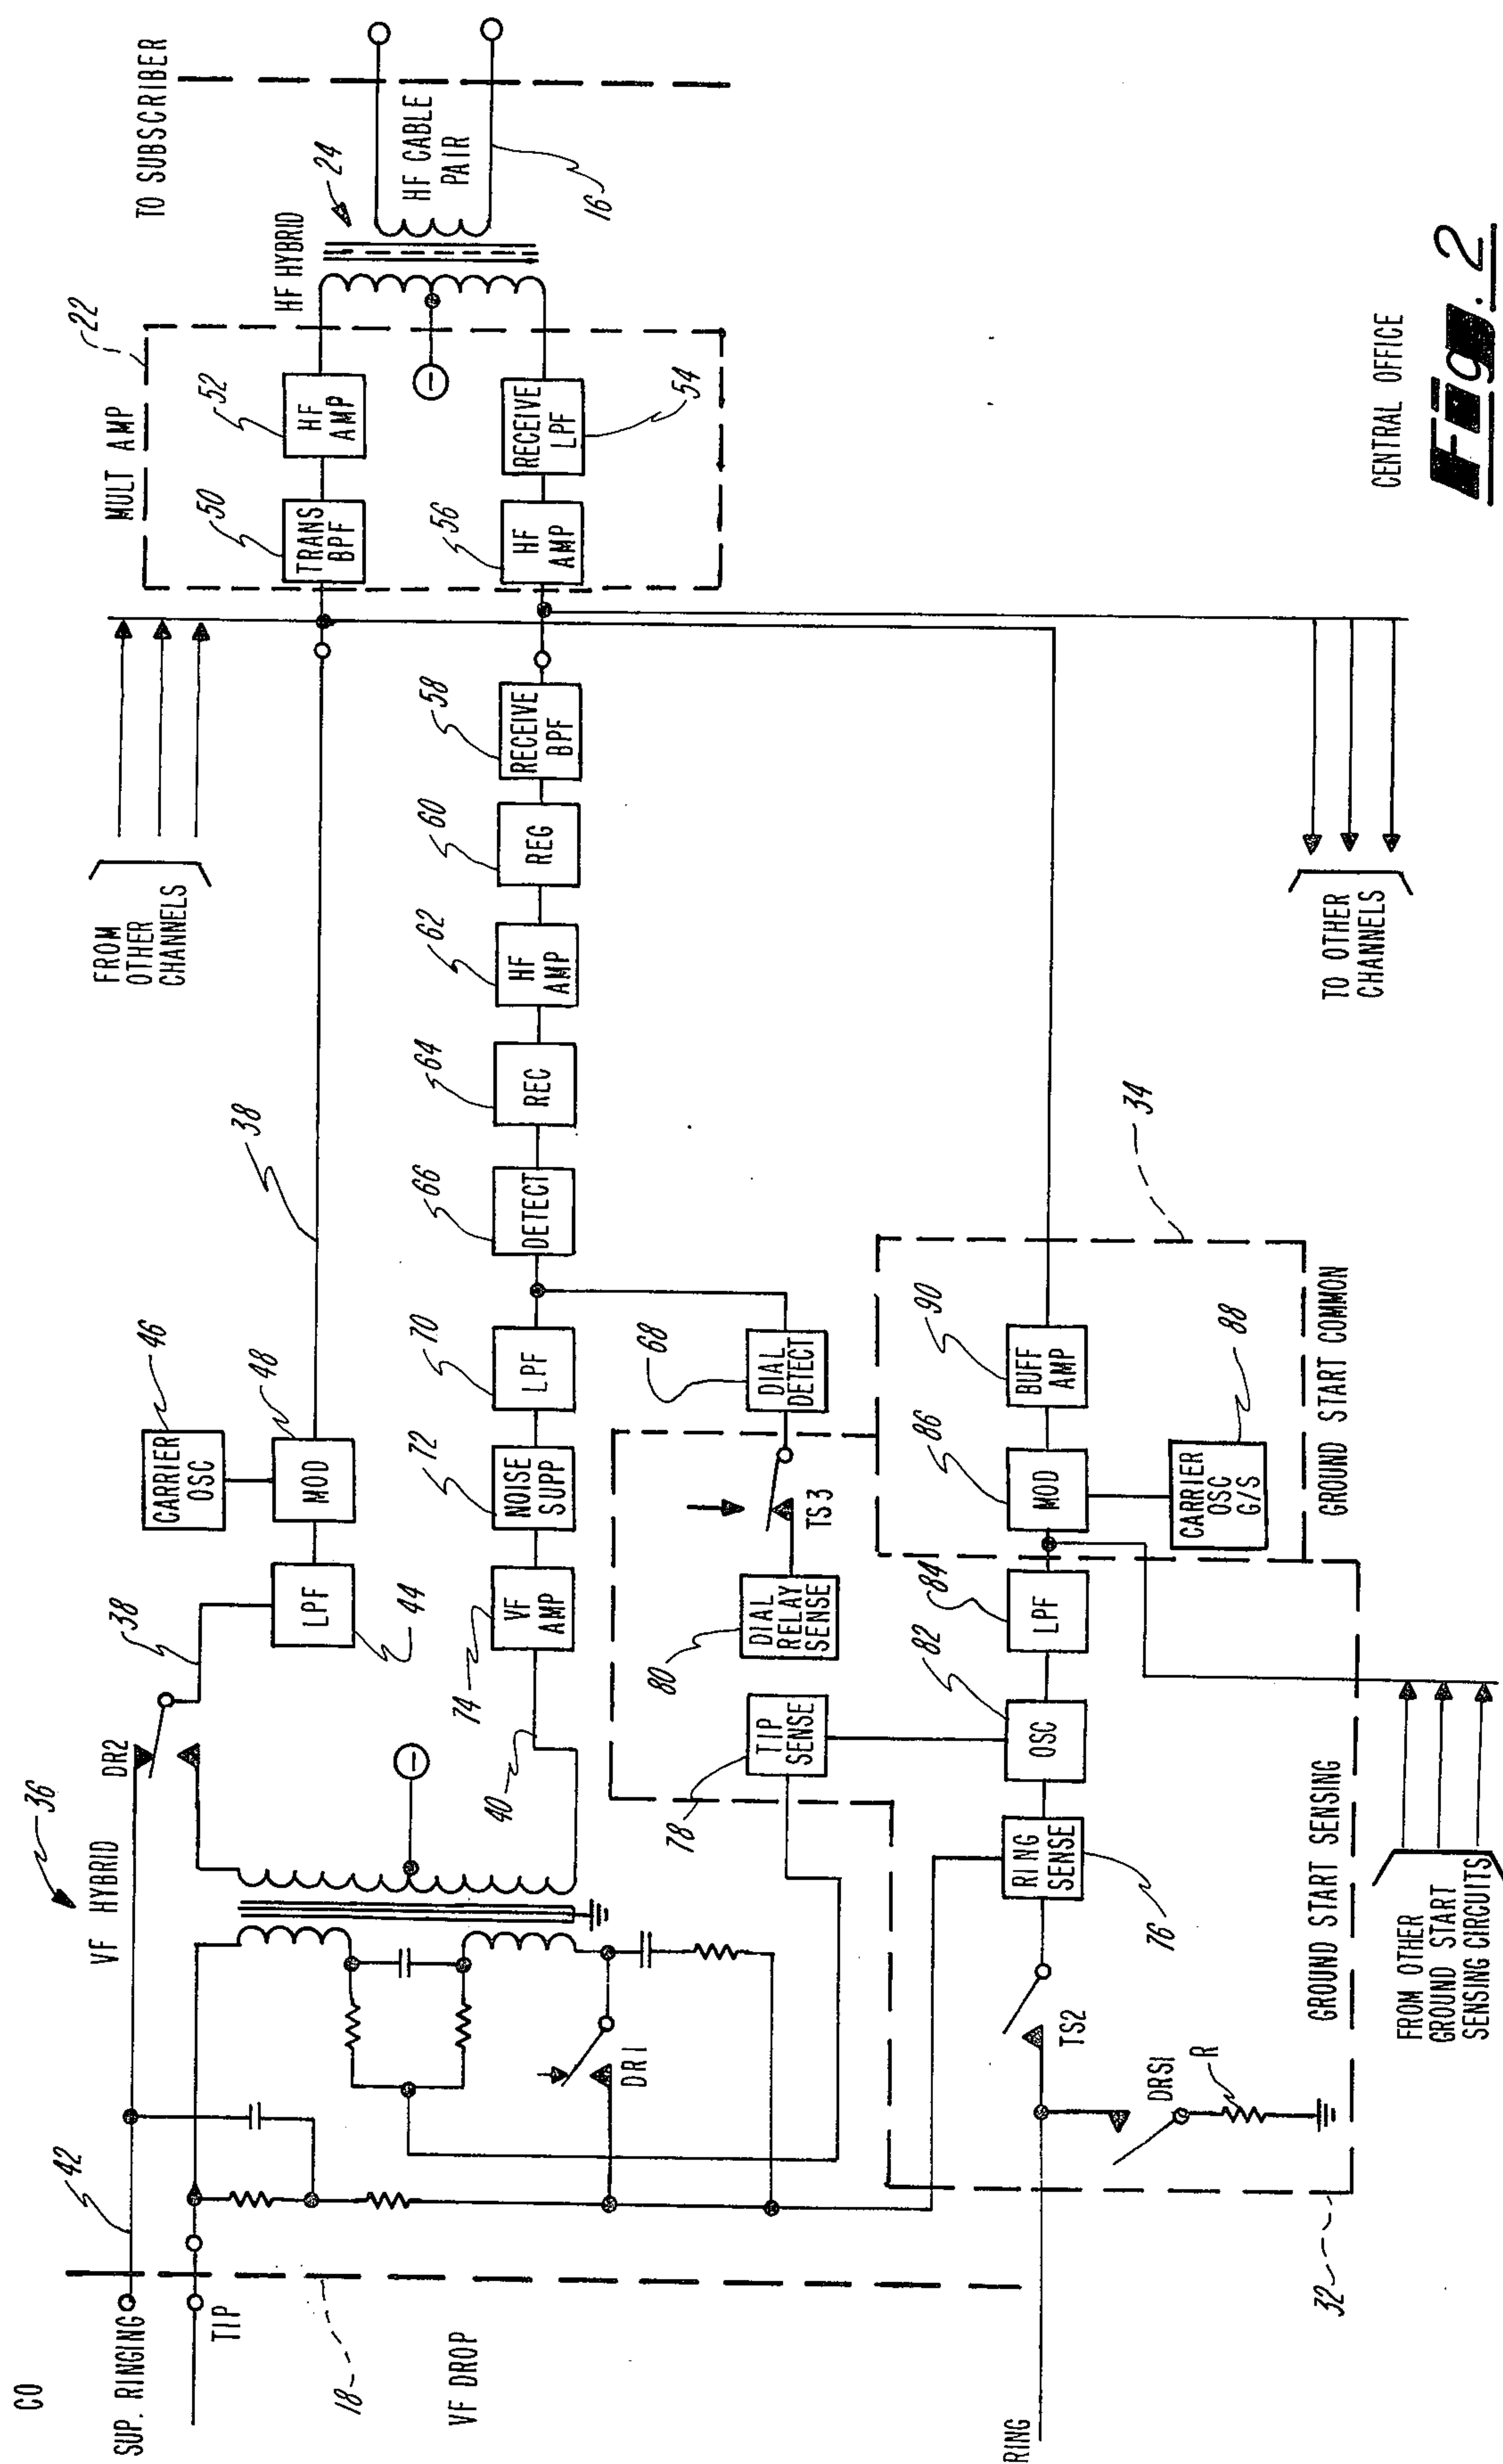 CO
SUP. RINGING
42
TIP
18
VF DROP
RING
36
VF HYBRID
DR2
38
LPF
44
CARRIER
OSC
46
MOD
48
38
FROM
OTHER
CHANNELS
MULT AMP
22
TRANS
BPF
50
HF
AMP
52
HF HYBRID
24
TO SUBSCRIBER
HF CABLE
PAIR
16
RECEIVE
LPF
54
HF
AMP
56
RECEIVE
BPF
58
REG
60
HF
AMP
62
REC
64
DETECT
66
LPF
70
NOISE
SUPP
72
VF
AMP
74
40
DR1
DIAL
DETECT
68
TS3
DIAL
RELAY
SENSE
80
TIP
SENSE
78
RING
SENSE
76
OSC
82
LPF
84
MOD
86
BUFF
AMP
90
CARRIER
OSC
G/S
88
34
GROUND START COMMON
TS2
DRS1
R
GROUND START SENSING
32
FROM OTHER
GROUND START
SENSING CIRCUITS
TO OTHER
CHANNELS
CENTRAL OFFICE
Fig. 2